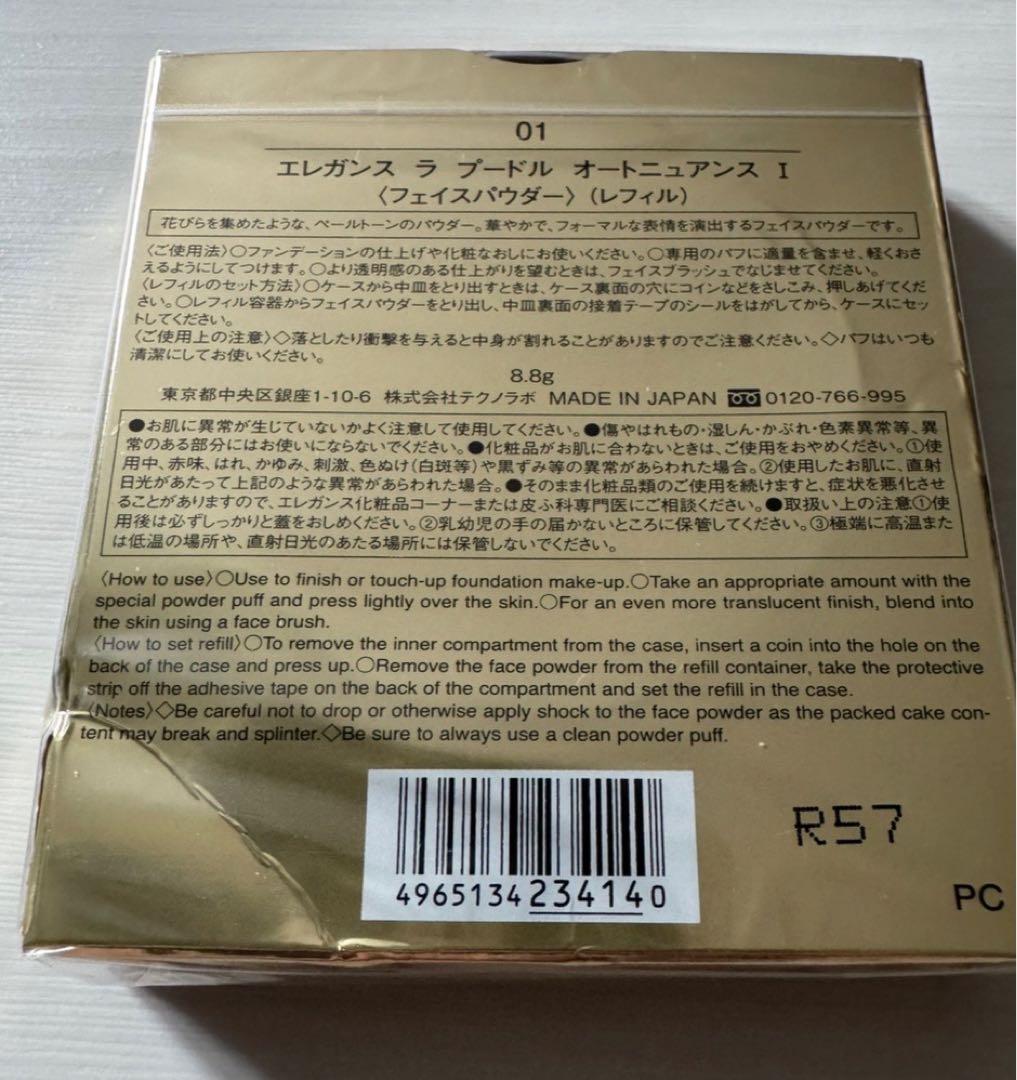 01
エレガンス ラ プードル オートニュアンス I
〈フェイスパウダー〉(レフィル)
花びらを集めたような、ペールトーンのパウダー。華やかで、フォーマルな表情を演出するフェイスパウダーです。
〈ご使用法〉○ファンデーションの仕上げや化粧なおしにお使いください。○専用のパフに適量を含ませ、軽くおさ
えるようにしてつけます。○より透明感のある仕上がりを望むときは、フェイスブラッシュでなじませてください。
〈レフィルのセット方法〉○ケースから中皿をとり出すときは、ケース裏面の穴にコインなどをさしこみ、押しあげてくだ
さい。○レフィル容器からフェイスパウダーをとり出し、中皿裏面の接着テープのシールをはがしてから、ケースにセッ
トしてください。
〈ご使用上の注意〉◇落としたり衝撃を与えると中身が割れることがありますのでご注意ください。◇パフはいつも
清潔にしてお使いください。
8.8g
東京都中央区銀座1-10-6 株式会社テクノラボ MADE IN JAPAN 0120-766-995
●お肌に異常が生じていないかよく注意して使用してください。●傷やはれもの・湿しん・かぶれ・色素異常等、異
常のある部分にはお使いにならないでください。●化粧品がお肌に合わないときは、ご使用をおやめください。①使
用中、赤味、はれ、かゆみ、刺激、色ぬけ(白斑等)や黒ずみ等の異常があらわれた場合。②使用したお肌に、直射
日光があたって上記のような異常があらわれた場合。●そのまま化粧品類のご使用を続けますと、症状を悪化させ
ることがありますので、エレガンス化粧品コーナーまたは皮ふ科専門医にご相談ください。●取扱い上の注意①使
用後は必ずしっかりと蓋をおしめください。②乳幼児の手の届かないところに保管してください。③極端に高温また
は低温の場所や、直射日光のあたる場所には保管しないでください。
〈How to use〉○Use to finish or touch-up foundation make-up.○Take an appropriate amount with the
special powder puff and press lightly over the skin.○For an even more translucent finish, blend into
the skin using a face brush.
〈How to set refill〉○To remove the inner compartment from the case, insert a coin into the hole on the
back of the case and press up.○Remove the face powder from the refill container, take the protective
strip off the adhesive tape on the back of the compartment and set the refill in the case.
〈Notes〉◇Be careful not to drop or otherwise apply shock to the face powder as the packed cake con-
tent may break and splinter.◇Be sure to always use a clean powder puff.
R57
4965134234140
PC